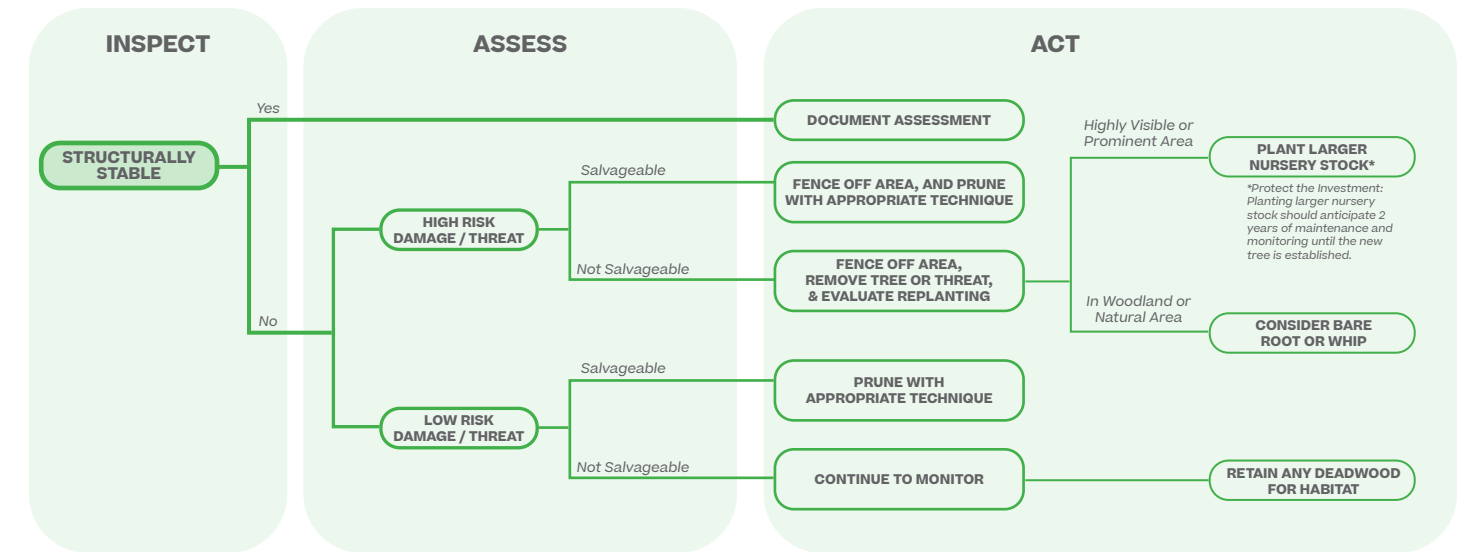 INSPECT
ASSESS
ACT
Yes
STRUCTURALLY
STABLE
No
HIGH RISK
DAMAGE / THREAT
LOW RISK
DAMAGE / THREAT
Salvageable
Not Salvageable
Salvageable
Not Salvageable
DOCUMENT ASSESSMENT
FENCE OFF AREA, AND PRUNE
WITH APPROPRIATE TECHNIQUE
FENCE OFF AREA,
REMOVE TREE OR THREAT,
& EVALUATE REPLANTING
PRUNE WITH
APPROPRIATE TECHNIQUE
CONTINUE TO MONITOR
Highly Visible or
Prominent Area
In Woodland or
Natural Area
PLANT LARGER
NURSERY STOCK*
*Protect the Investment:
Planting larger nursery
stock should anticipate 2
years of maintenance and
monitoring until the new
tree is established.
CONSIDER BARE
ROOT OR WHIP
RETAIN ANY DEADWOOD
FOR HABITAT